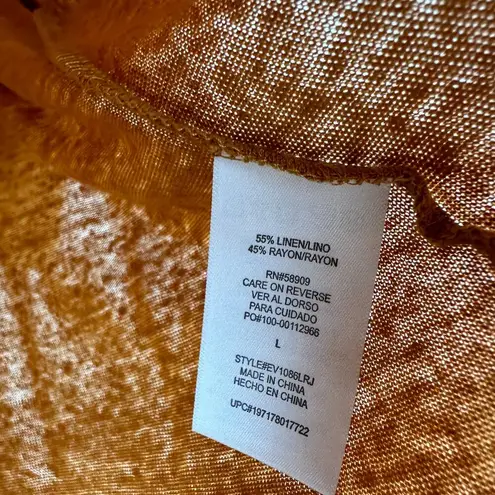 55% LINEN/LINO
45% RAYON/RAYON
RN#58909
CARE ON REVERSE
VER AL DORSO
PARA CUIDADO
PO#100-00112966
L
STYLE#EV1086LRJ
MADE IN CHINA
HECHO EN CHINA
UPC#197178017722